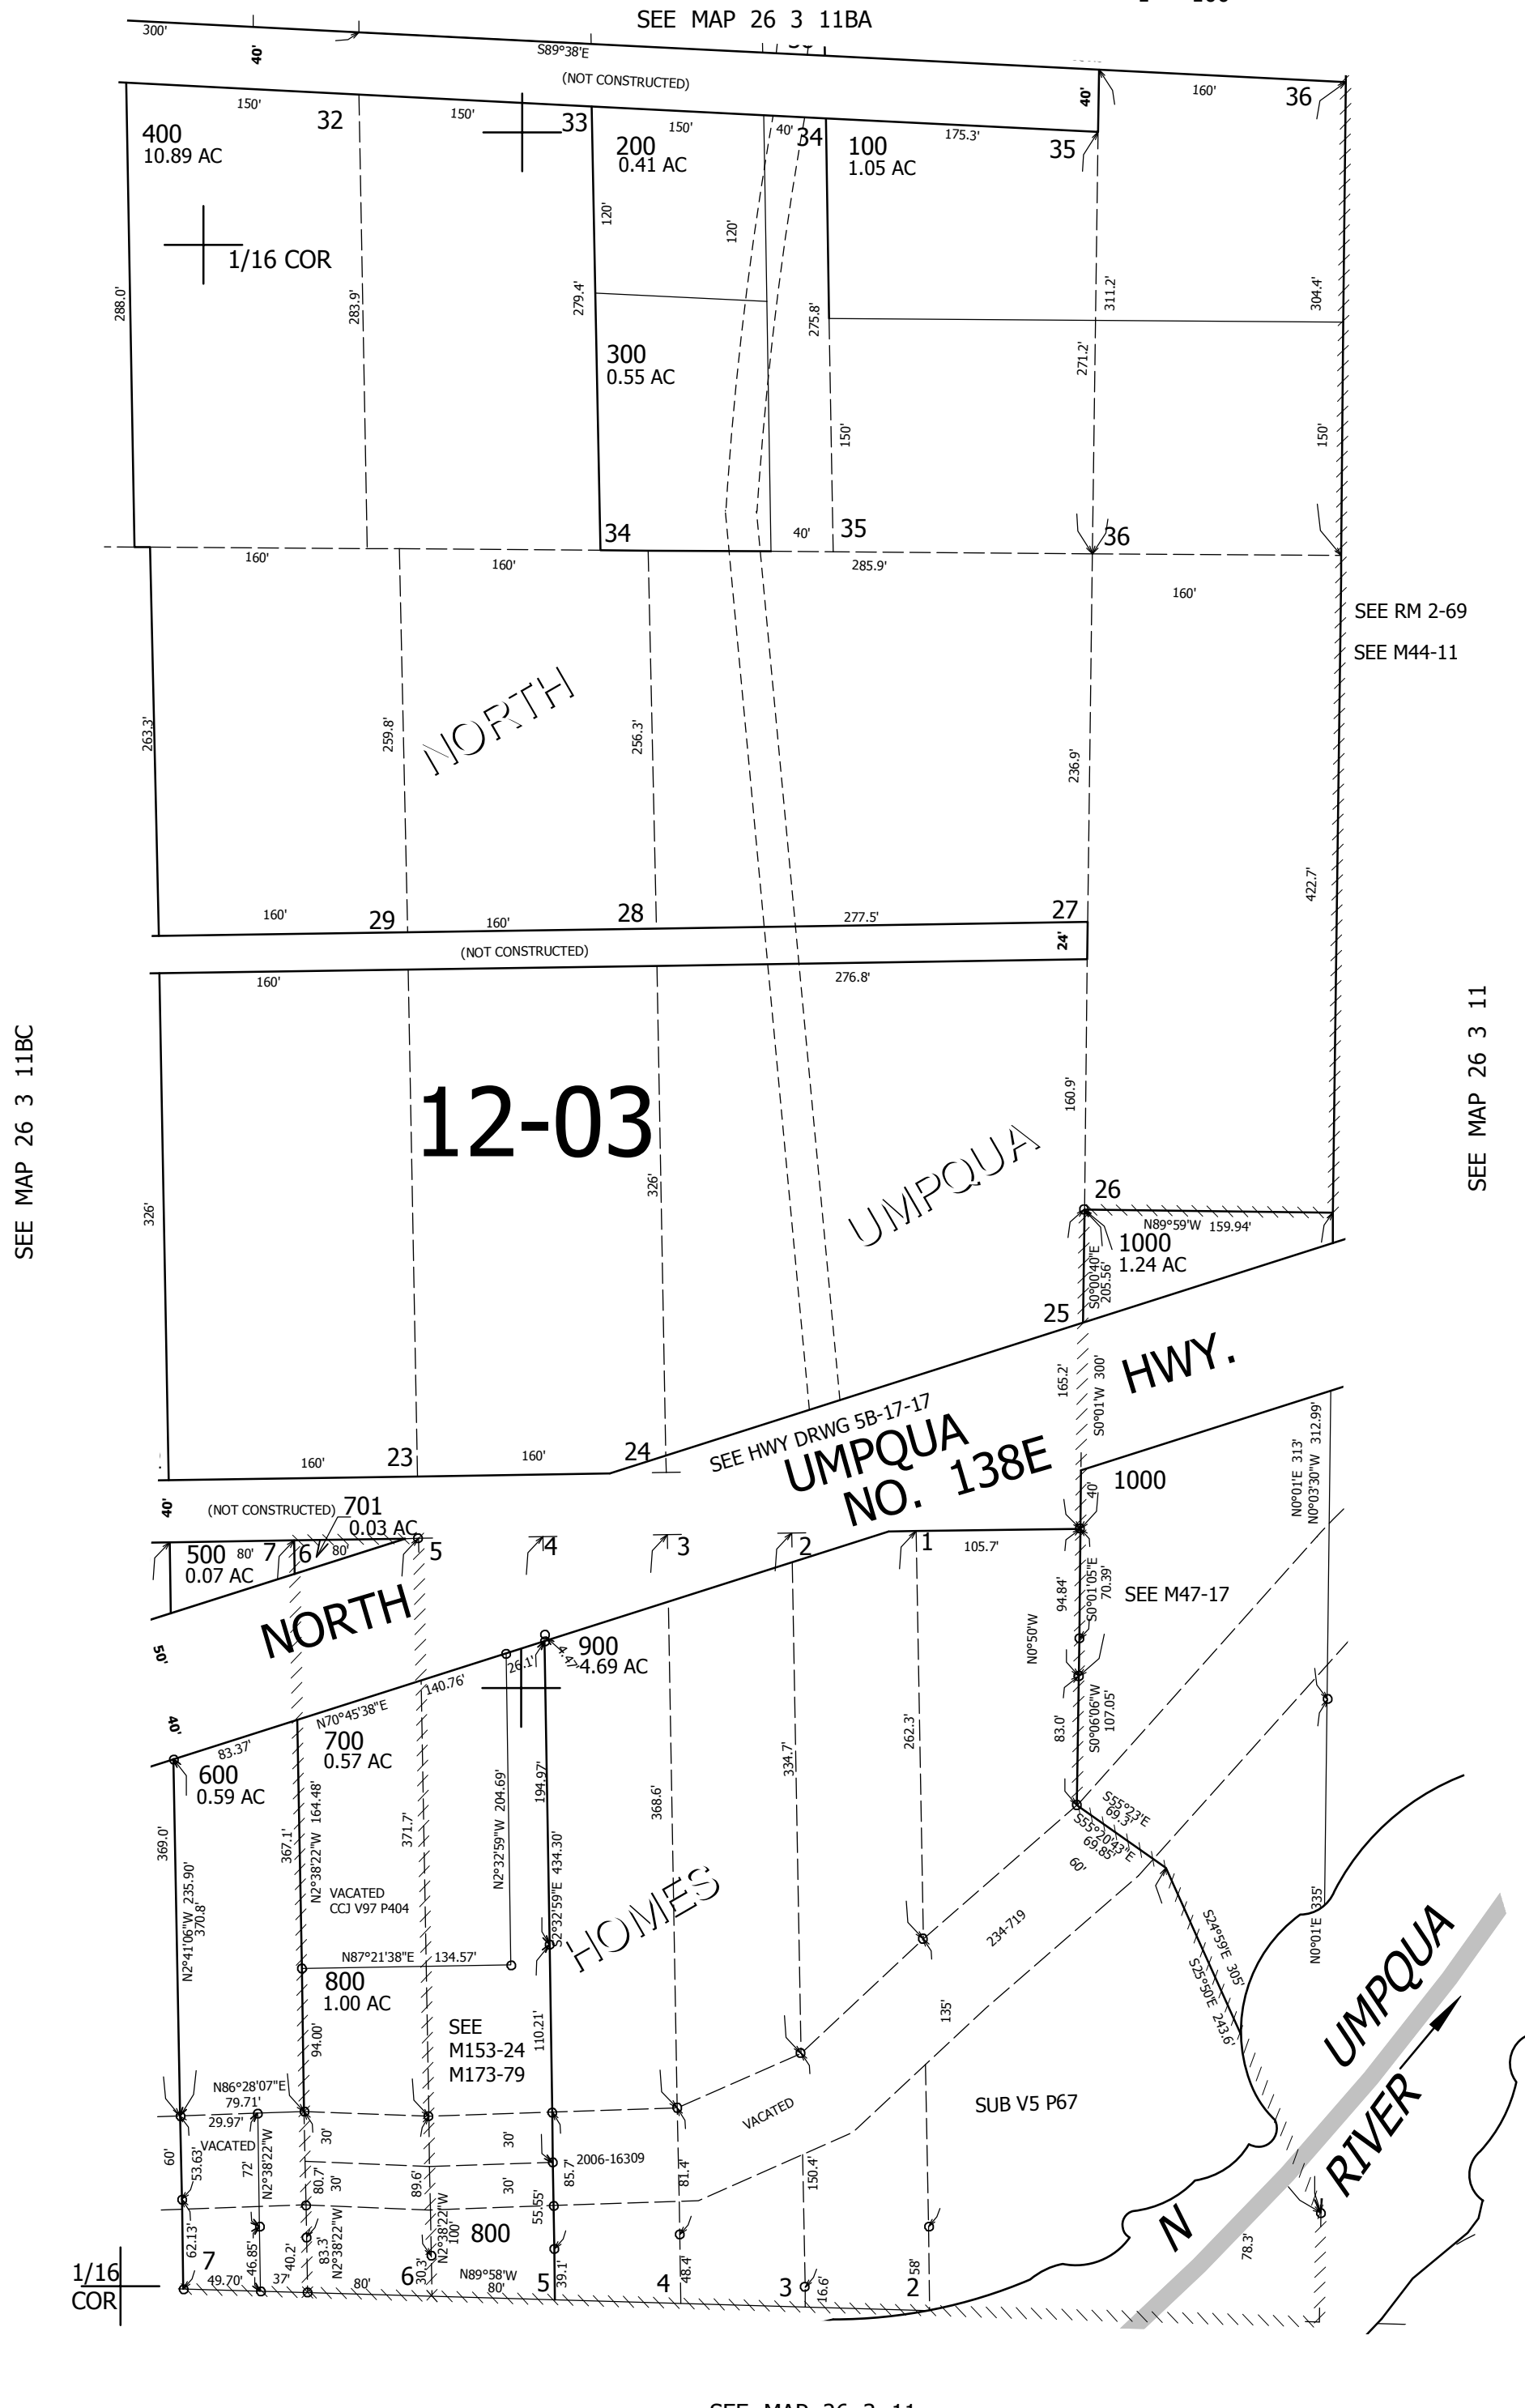 SEE MAP 26 3 11BA
300'
40'
S89°38'E
(NOT CONSTRUCTED)
40'
160'
36
150'
32
150'
33
150'
40'
34
175.3'
35
400
10.89 AC
200
0.41 AC
100
1.05 AC
120'
120'
1/16 COR
288.0'
283.9'
279.4'
275.8'
311.2'
304.4'
271.2'
300
0.55 AC
150'
150'
34
40'
35
36
160'
160'
285.9'
160'
SEE RM 2-69
SEE M44-11
NORTH
263.3'
259.8'
256.3'
236.9'
422.7'
160'
29
160'
28
277.5'
27
24'
(NOT CONSTRUCTED)
160'
276.8'
SEE MAP 26 3 11BC
SEE MAP 26 3 11
12-03
160.9'
UMPQUA
326'
326'
26
N89°59'W 159.94'
1000
1.24 AC
S0°00'40"E
205.56'
25
HWY.
165.2'
S0°01'W 300'
SEE HWY DRWG 5B-17-17
UMPQUA
NO. 138E
160'
23
160'
24
1000
40'
N0°01'E 313'
N0°03'30"W 312.99'
40'
(NOT CONSTRUCTED)
701
0.03 AC
500
0.07 AC
80'
7
6
80'
5
4
3
2
1
105.7'
94.84'
S0°01'05"E
70.39'
SEE M47-17
NORTH
50'
N0°50'W
900
4.69 AC
4.47'
26.1'
140.76'
N70°45'38"E
40'
83.37'
700
0.57 AC
600
0.59 AC
262.3'
334.7'
83.0'
S0°06'06"W
107.05'
S55°23'E
69.3'
S55°20'43"E
69.85'
60'
369.0'
N2°41'06"W 235.90'
370.8'
367.1'
N2°38'22"W 164.48'
371.7'
N2°32'59"W 204.69'
194.97'
S2°32'59"E 434.30'
368.6'
VACATED
CCJ V97 P404
HOMES
234-719
S24°59'E 305'
S25°50'E 243.6'
N0°01'E 335'
N87°21'38"E 134.57'
800
1.00 AC
94.00'
SEE
M153-24
M173-79
110.21'
135'
UMPQUA
RIVER
N
N86°28'07"E
79.71'
29.97'
VACATED
SUB V5 P67
VACATED
60'
53.63'
72'
N2°38'22"W
30'
80.7'
30'
89.6'
30'
30'
2006-16309
85.7'
81.4'
150.4'
62.13'
46.85'
40.2'
83.3'
N2°38'22"W
N2°38'22"W
100'
30.3'
55.55'
39.1'
800
48.4'
16.6'
58'
78.3'
1/16
COR
7
49.70'
37'
80'
6
N89°58'W
80'
5
4
3
2